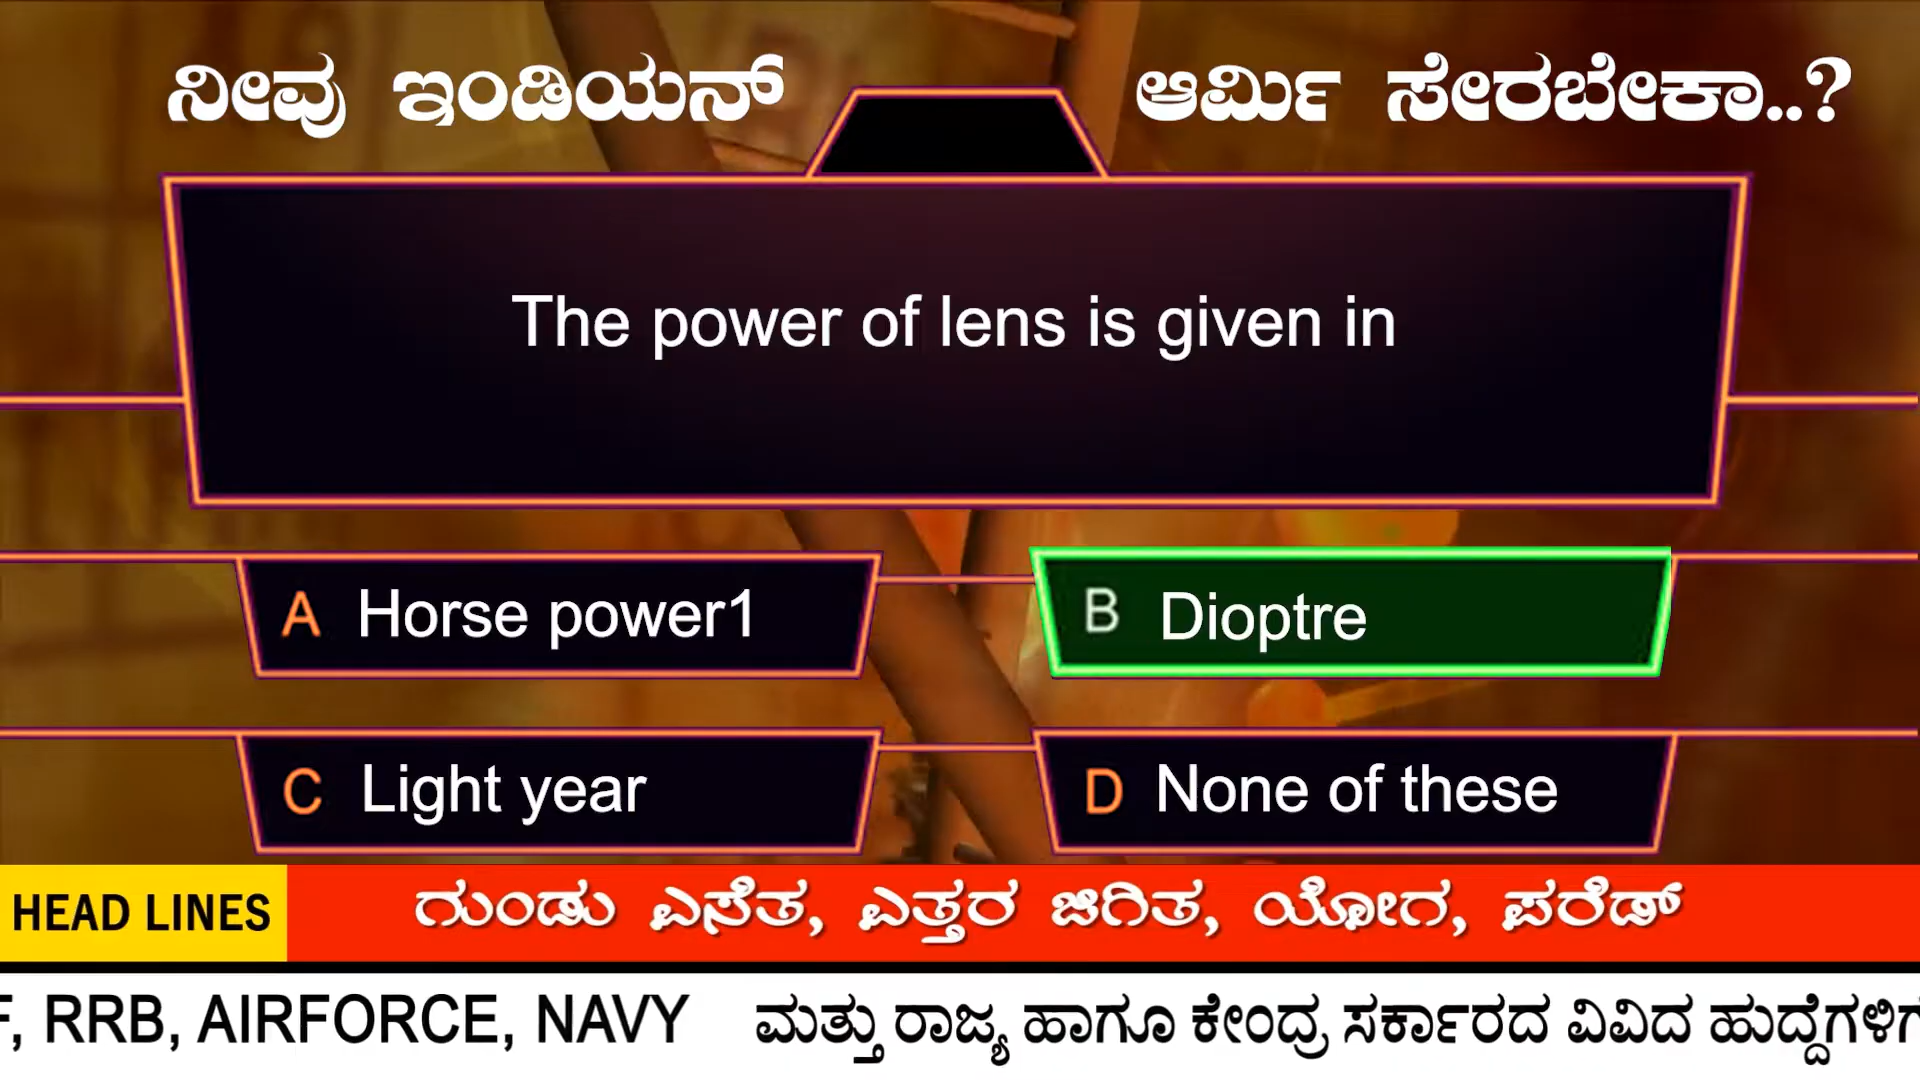 ನೀವು ಇಂಡಿಯನ್ ಆರ್ಮಿ ಸೇರಬೇಕಾ..?
The power of lens is given in
A Horse power1
B Dioptre
C Light year
D None of these
HEAD LINES
ಗುಂಡು ಎಸೆತ, ಎತ್ತರ ಜಿಗಿತ, ಯೋಗ, ಪರೆಡ್
, RRB, AIRFORCE, NAVY ಮತ್ತು ರಾಜ್ಯ ಹಾಗೂ ಕೇಂದ್ರ ಸರ್ಕಾರದ ವಿವಿದ